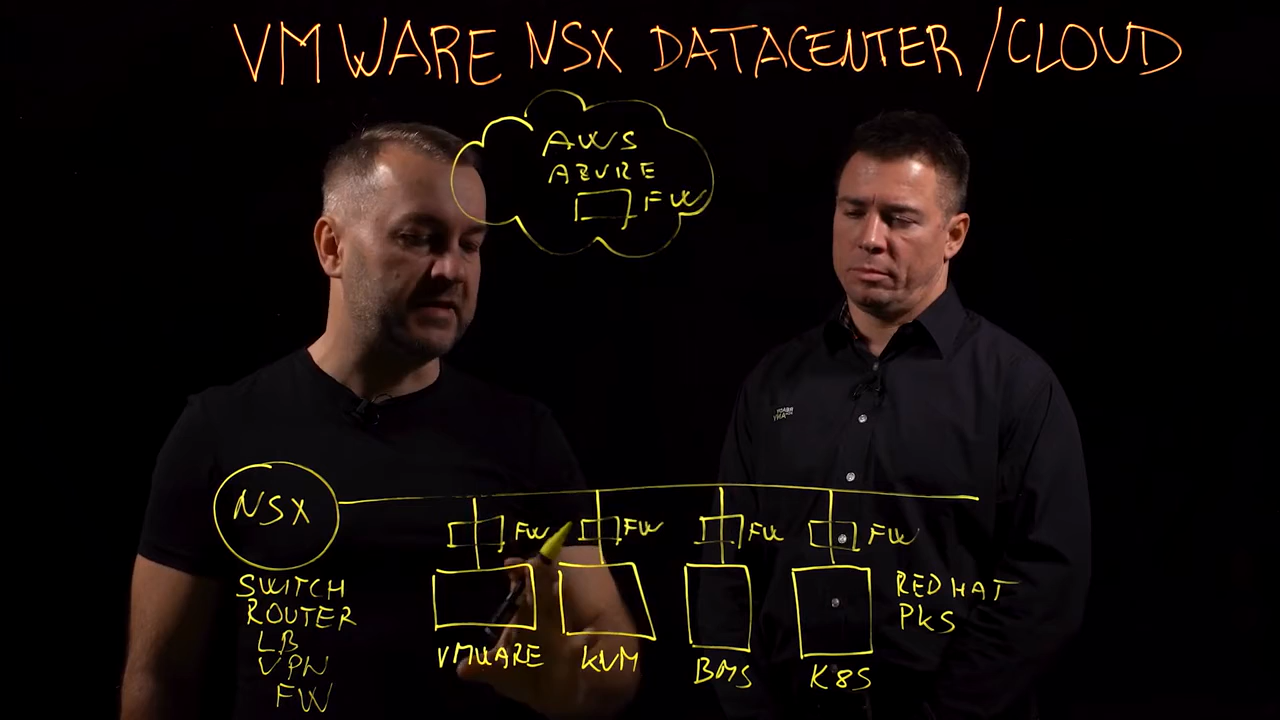 VMWARE NSX DATACENTER/CLOUD
AWS
AZURE
FW
NSX
SWITCH
ROUTER
LB
VPN
FW
FW
FW
FW
FW
VMWARE
KVM
BMS
K8S
RED HAT
PKS